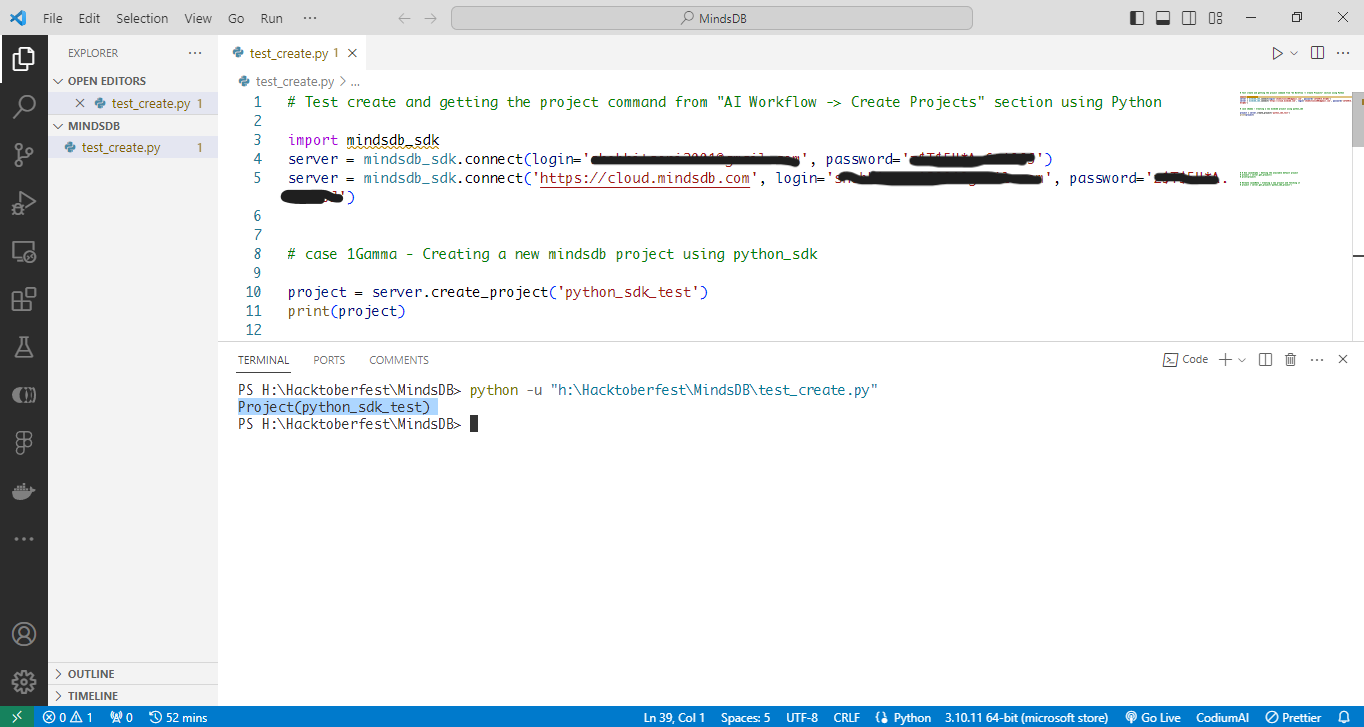 File Edit Selection View Go Run ··· MindsDB
EXPLORER ···
OPEN EDITORS
test_create.py 1
MINDSDB
test_create.py 1
OUTLINE
TIMELINE
test_create.py 1
test_create.py > ...
1 # Test create and getting the project command from "AI Workflow -> Create Projects" section using Python
2
3 import mindsdb_sdk
4 server = mindsdb_sdk.connect(login='', password='')
5 server = mindsdb_sdk.connect('https://cloud.mindsdb.com', login='', password='
')
6
7
8 # case 1Gamma - Creating a new mindsdb project using python_sdk
9
10 project = server.create_project('python_sdk_test')
11 print(project)
12
TERMINAL PORTS COMMENTS Code
PS H:\Hacktoberfest\MindsDB> python -u "h:\Hacktoberfest\MindsDB\test_create.py"
Project(python_sdk_test)
PS H:\Hacktoberfest\MindsDB>
0 1 0 52 mins Ln 39, Col 1 Spaces: 5 UTF-8 CRLF Python 3.10.11 64-bit (microsoft store) Go Live CodiumAI Prettier